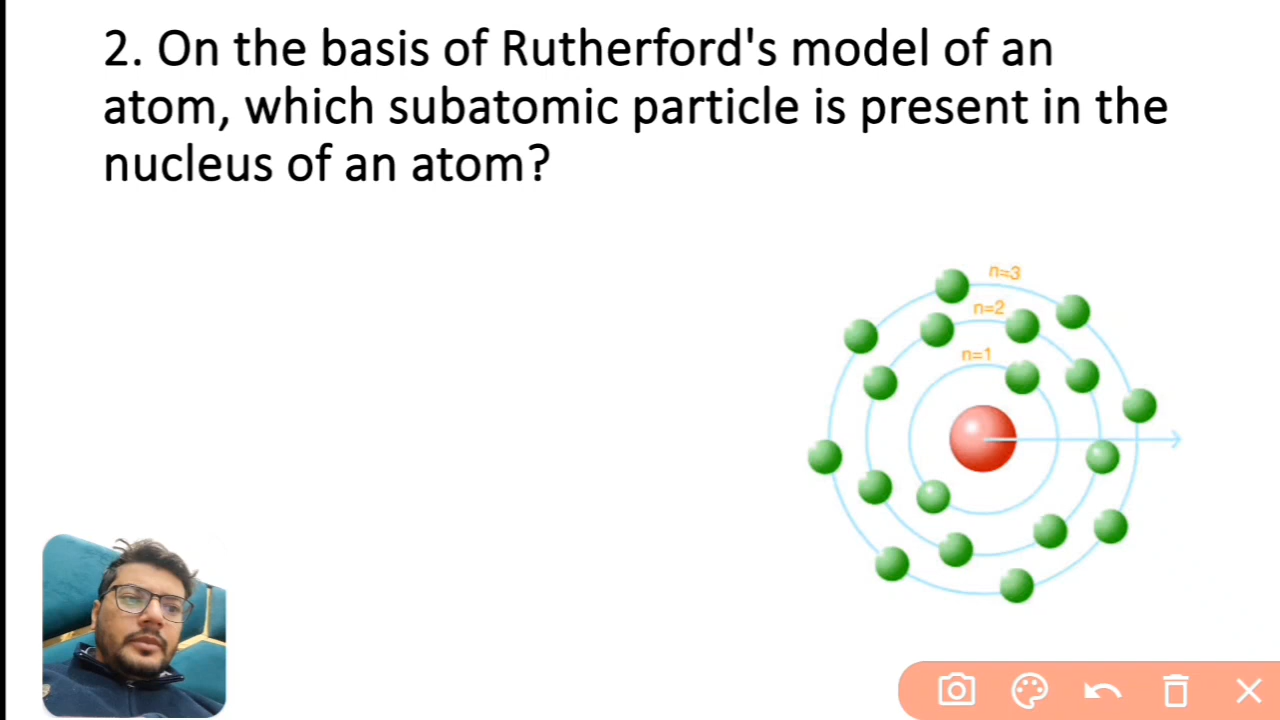 2. On the basis of Rutherford's model of an
atom, which subatomic particle is present in the
nucleus of an atom?
n=3
n=2
n=1